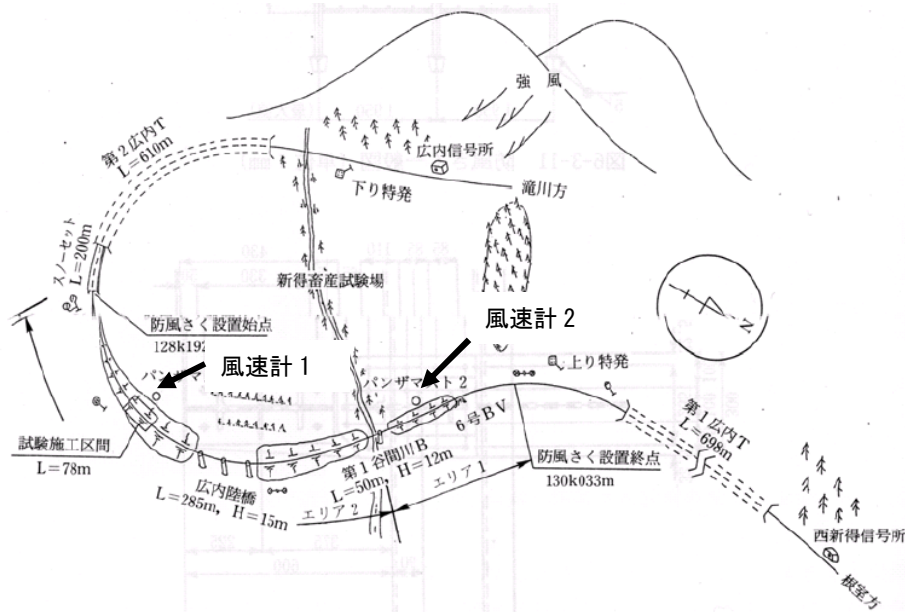 強　風
第2広内T
L=610m
広内信号所
下り特発
滝川方
スノーセット
L=200m
新得畜産試験場
N
防風さく設置始点
128k192
風速計2
風速計1
パンザマスト2
上り特発
6号BV
第1広内T
L=698m
試験施工区間
L=78m
第1谷間川B
L=50m, H=12m
エリア1
防風さく設置終点
130k033m
広内陸橋
L=285m, H=15m
エリア2
西新得信号所
根室方